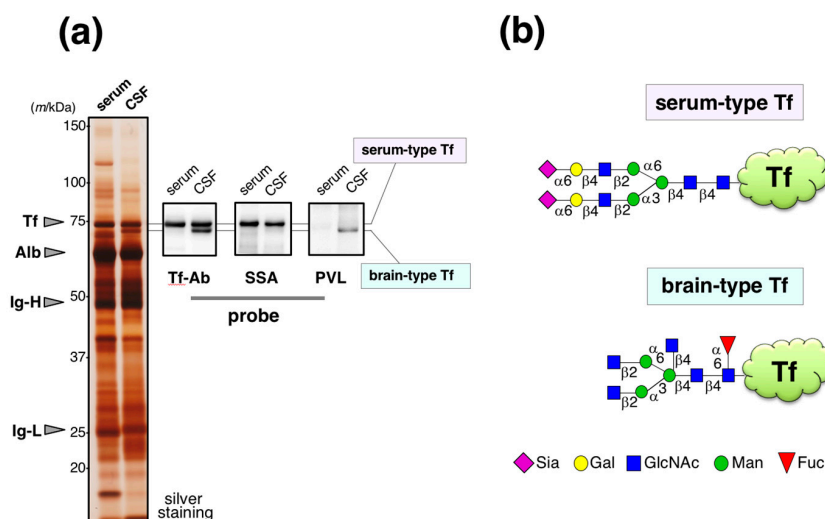 (a)
(b)
(m/kDa)
serum
CSF
150
100
75
50
37
25
20
Tf
Alb
Ig-H
Ig-L
silver
staining
serum
CSF
Tf-Ab
serum
CSF
SSA
serum
CSF
PVL
probe
serum-type Tf
brain-type Tf
serum-type Tf
α6 β4 β2 α6
α6 β4 β2 α3 β4 β4
Tf
brain-type Tf
β2 α6 β4 α6
β2 α3 β4 β4
Tf
Sia Gal GlcNAc Man Fuc